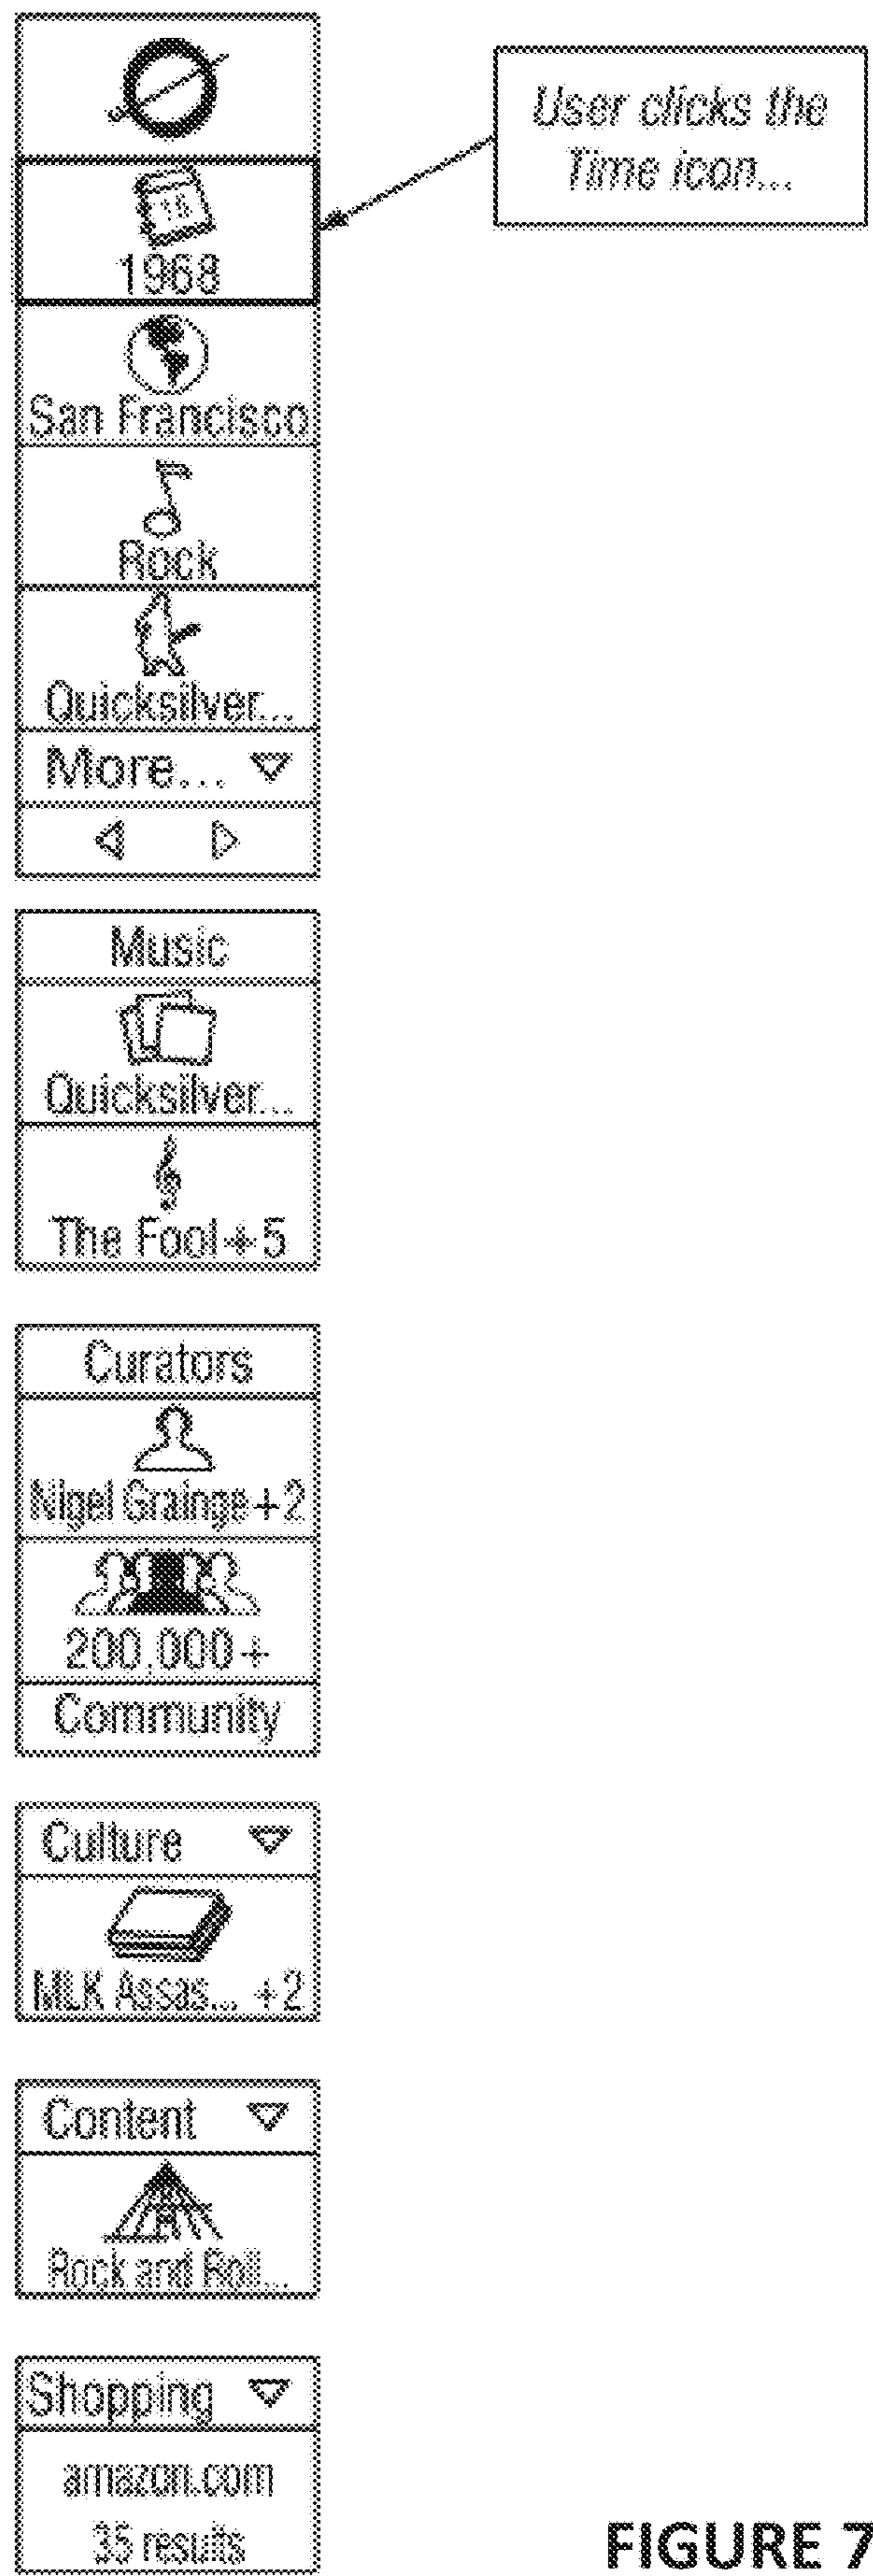 User clicks the
Time icon...
18
1968
San Francisco
Rock
Quicksilver...
More...
Music
Quicksilver...
The Fool + 5
Curators
Nigel Grainge + 2
200,000 +
Community
Culture
MLK Assas... + 2
Content
Rock and Roll...
Shopping
amazon.com
35 results
FIGURE 7